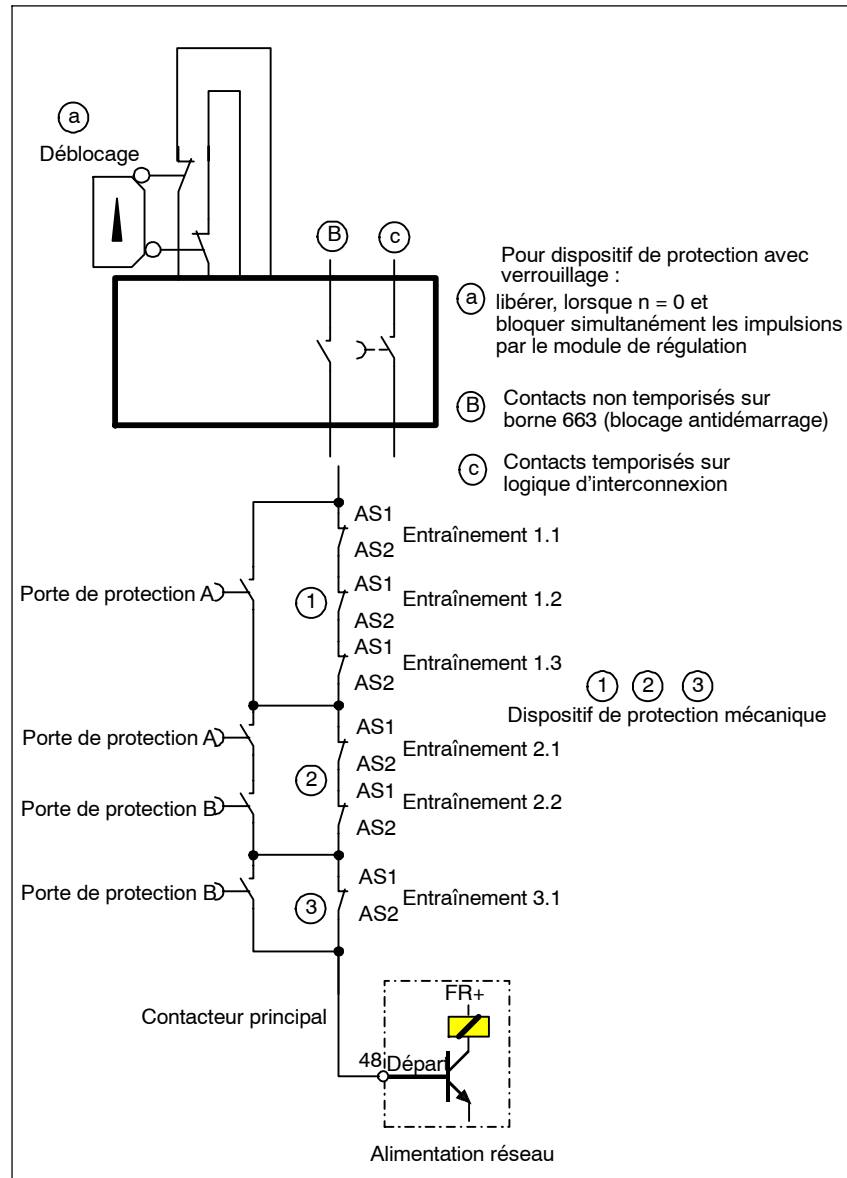 a
Déblocage
B
c
Pour dispositif de protection avec
verrouillage :
a
libérer, lorsque n = 0 et
bloquer simultanément les impulsions
par le module de régulation
B
Contacts non temporisés sur
borne 663 (blocage antidémarrage)
c
Contacts temporisés sur
logique d'interconnexion
AS1
AS2
Entraînement 1.1
Porte de protection A
1
AS1
AS2
Entraînement 1.2
AS1
AS2
Entraînement 1.3
1 2 3
Dispositif de protection mécanique
Porte de protection A
AS1
AS2
Entraînement 2.1
2
Porte de protection B
AS1
AS2
Entraînement 2.2
Porte de protection B
3
AS1
AS2
Entraînement 3.1
Contacteur principal
FR+
48
Départ
Alimentation réseau